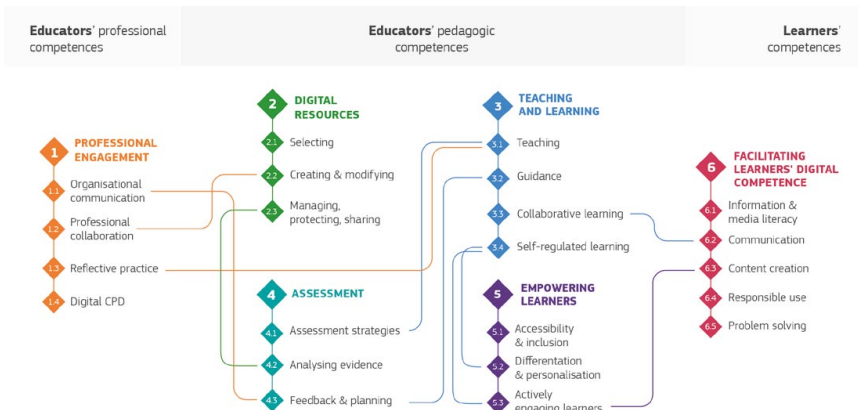 Educators' professional
competences
Educators' pedagogic
competences
Learners'
competences
1
PROFESSIONAL
ENGAGEMENT
1.1
Organisational
communication
1.2
Professional
collaboration
1.3
Reflective practice
1.4
Digital CPD
2
DIGITAL
RESOURCES
2.1
Selecting
2.2
Creating & modifying
2.3
Managing,
protecting, sharing
3
TEACHING
AND LEARNING
3.1
Teaching
3.2
Guidance
3.3
Collaborative learning
3.4
Self-regulated learning
4
ASSESSMENT
4.1
Assessment strategies
4.2
Analysing evidence
4.3
Feedback & planning
5
EMPOWERING
LEARNERS
5.1
Accessibility
& inclusion
5.2
Differentation
& personalisation
5.3
Actively
engaging learners
6
FACILITATING
LEARNERS' DIGITAL
COMPETENCE
6.1
Information &
media literacy
6.2
Communication
6.3
Content creation
6.4
Responsible use
6.5
Problem solving